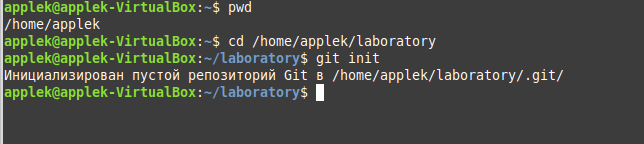 applek@applek-VirtualBox:~$ pwd
/home/applek
applek@applek-VirtualBox:~$ cd /home/applek/laboratory
applek@applek-VirtualBox:~/laboratory$ git init
Инициализирован пустой репозиторий Git в /home/applek/laboratory/.git/
applek@applek-VirtualBox:~/laboratory$